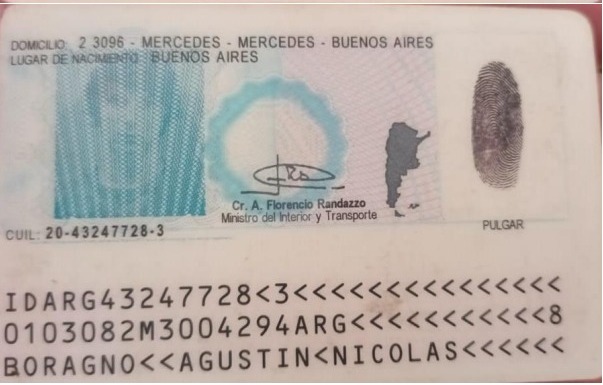 DOMICILIO: 2 3096 - MERCEDES - MERCEDES - BUENOS AIRES
LUGAR DE NACIMIENTO: BUENOS AIRES
Cr. A. Florencio Randazzo
Ministro del Interior y Transporte
PULGAR
CUIL: 20-43247728-3
IDARG43247728<3<<<<<<<<<<<<<<<
0103082M3004294ARG<<<<<<<<<<<8
BORAGNO<<AGUSTIN<NICOLAS<<<<<<